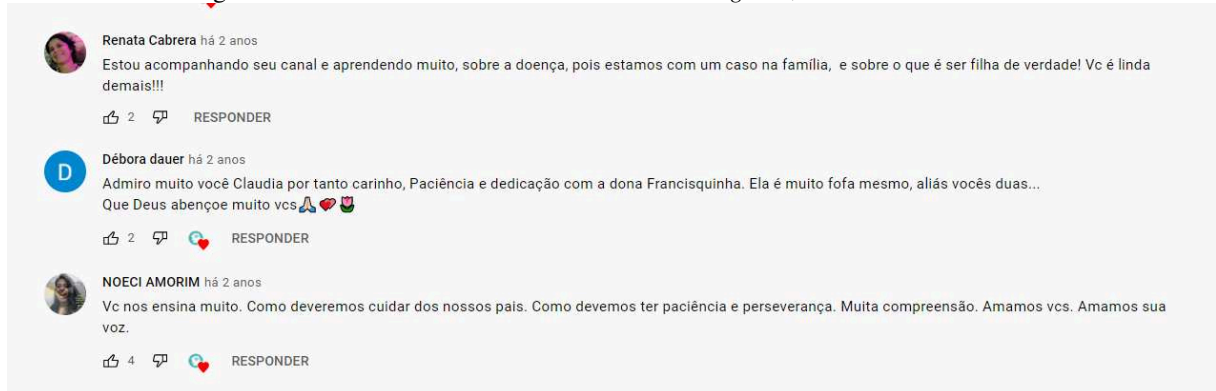 Renata Cabrera há 2 anos
Estou acompanhando seu canal e aprendendo muito, sobre a doença, pois estamos com um caso na família,  e sobre o que é ser filha de verdade! Vc é linda
demais!!!
2 RESPONDER
D
Débora dauer há 2 anos
Admiro muito você Claudia por tanto carinho, Paciência e dedicação com a dona Francisquinha. Ela é muito fofa mesmo, aliás vocês duas...
Que Deus abençoe muito vcs🙏🏻💞🌷
2 RESPONDER
NOECI AMORIM há 2 anos
Vc nos ensina muito. Como deveremos cuidar dos nossos pais. Como devemos ter paciência e perseverança. Muita compreensão. Amamos vcs. Amamos sua
voz.
4 RESPONDER